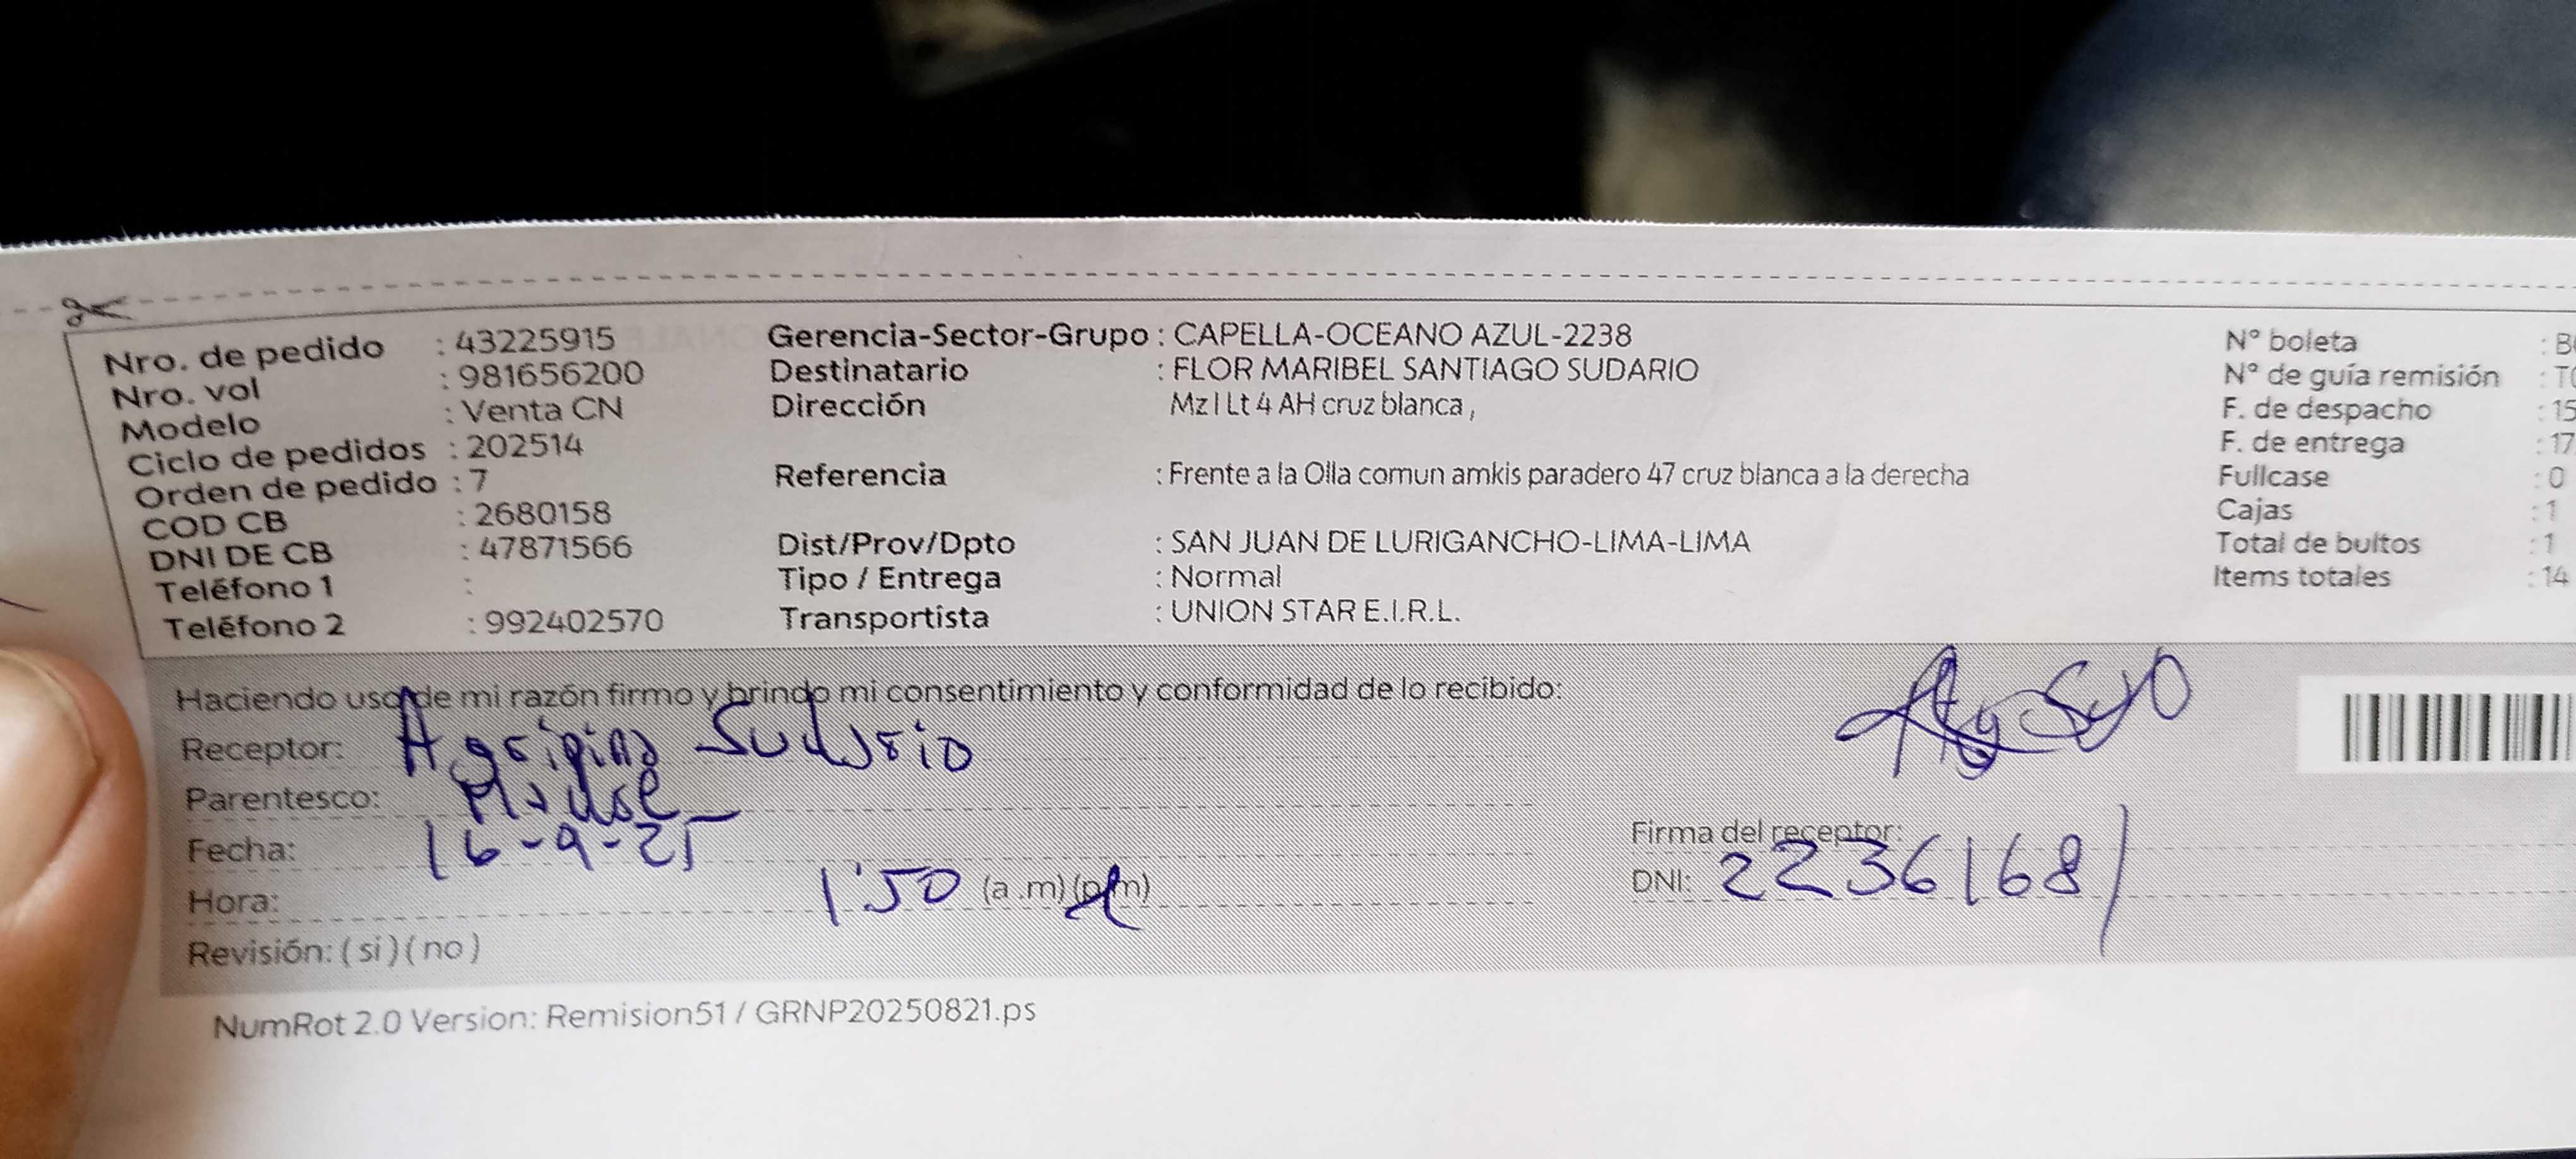 Nro. de pedido : 43225915
Nro. vol : 981656200
Modelo : Venta CN
Ciclo de pedidos : 202514
Orden de pedido : 7
COD CB : 2680158
DNI DE CB : 47871566
Teléfono 1 :
Teléfono 2 : 992402570
Gerencia-Sector-Grupo : CAPELLA-OCEANO AZUL-2238
Destinatario : FLOR MARIBEL SANTIAGO SUDARIO
Dirección Mz I Lt 4 AH cruz blanca ,
Referencia : Frente a la Olla comun amkis paradero 47 cruz blanca a la derecha
Dist/Prov/Dpto : SAN JUAN DE LURIGANCHO-LIMA-LIMA
Tipo / Entrega : Normal
Transportista : UNION STAR E.I.R.L.
N° boleta :
N° de guía remisión :
F. de despacho : 15
F. de entrega : 17
Fullcase : 0
Cajas : 1
Total de bultos : 1
Items totales : 14
Haciendo uso de mi razón firmo y brindo mi consentimiento y conformidad de lo recibido:
Receptor: Agripina Sudario
Parentesco:
Fecha: 16-9-25
Hora: 1:50 (a.m)(p.m)
Revisión: (si)(no)
Firma del receptor:
DNI: 22361681
NumRot 2.0 Version: Remision51 / GRNP20250821.ps